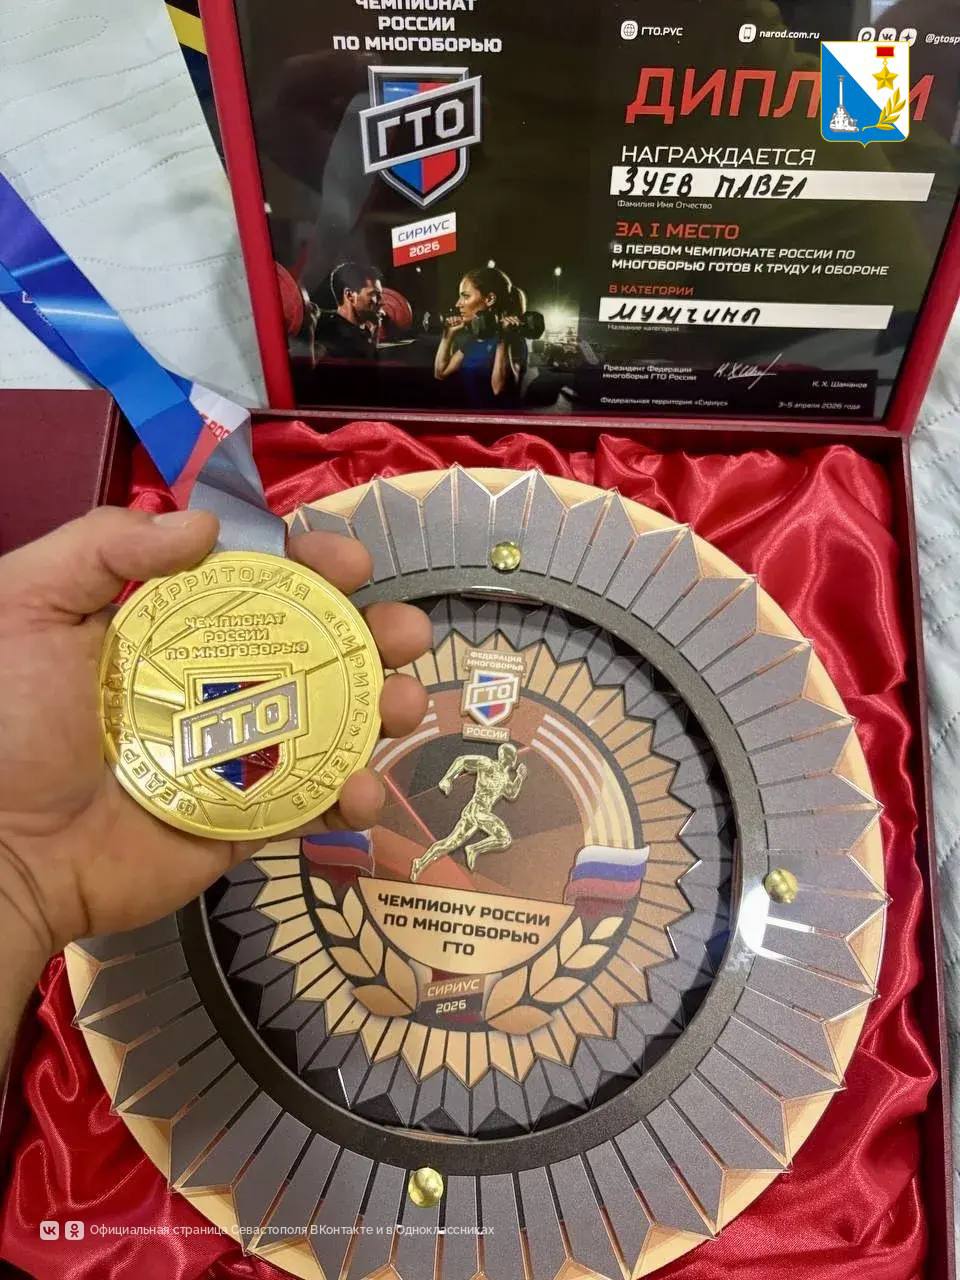 ЧЕМПИОНАТ
РОССИИ
ПО МНОГОБОРЬЮ
ГТО
СИРИУС
2026
ГТО.РУС
narod.com.ru
ДИПЛ М
НАГРАЖДАЕТСЯ
ЗУЕВ ПАВЕЛ
Фамилия Имя Отчество
ЗА I МЕСТО
В ПЕРВОМ ЧЕМПИОНАТЕ РОССИИ ПО
МНОГОБОРЬЮ ГОТОВ К ТРУДУ И ОБОРОНЕ
В КАТЕГОРИИ
МУЖЧИНЫ
Название категории
Президент Федерации
многоборья ГТО России
К. Х. Шаманов
Федеральная территория «Сириус»
3-5 апреля 2026 года
ФЕДЕРАЛЬНАЯ ТЕРРИТОРИЯ «СИРИУС» 2026
ЧЕМПИОНАТ
РОССИИ
ПО МНОГОБОРЬЮ
ГТО
ФЕДЕРАЦИЯ
МНОГОБОРЬЯ
ГТО
РОССИИ
ЧЕМПИОНУ РОССИИ
ПО МНОГОБОРЬЮ
ГТО
СИРИУС
2026
Официальная страница Севастополя ВКонтакте и в Одноклассниках